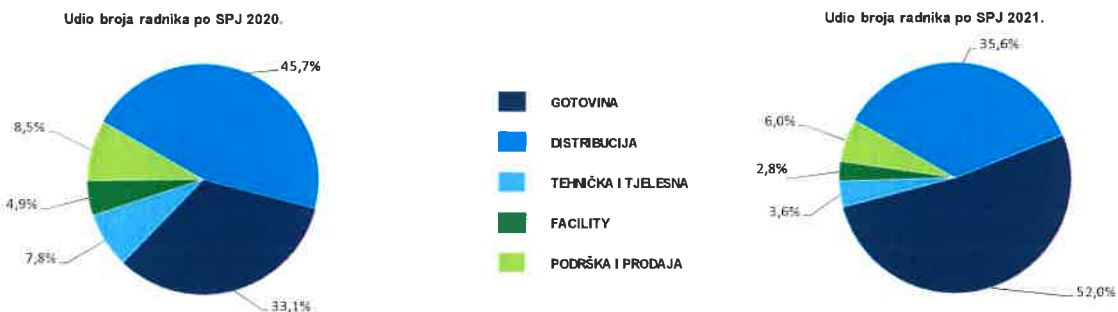 Udio broja radnika po SPJ 2020.
45,7%
8,5%
4,9%
7,8%
33,1%
GOTOVINA
DISTRIBUCIJA
TEHNIČKA I TJELESNA
FACILITY
PODRŠKA I PRODAJA
Udio broja radnika po SPJ 2021.
35,6%
6,0%
2,8%
3,6%
52,0%